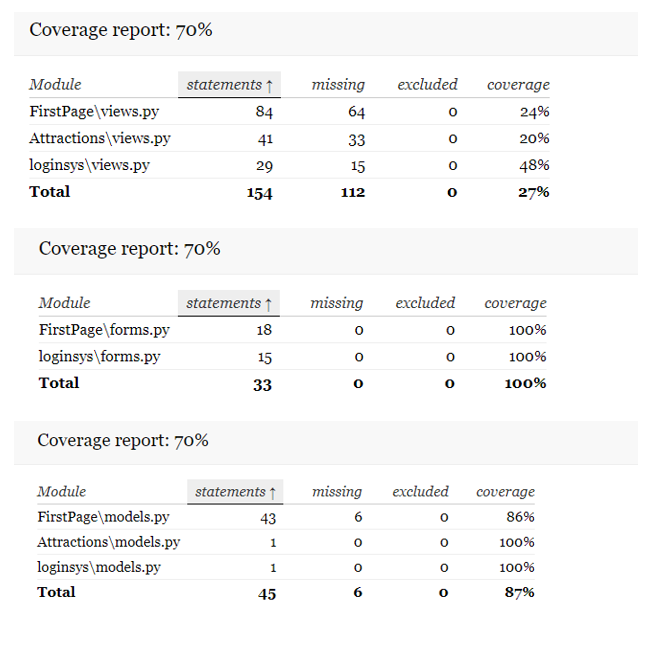 Coverage report: 70%
Module statements ↑ missing excluded coverage
FirstPage\views.py 84 64 0 24%
Attractions\views.py 41 33 0 20%
loginsys\views.py 29 15 0 48%
Total 154 112 0 27%
Coverage report: 70%
Module statements ↑ missing excluded coverage
FirstPage\forms.py 18 0 0 100%
loginsys\forms.py 15 0 0 100%
Total 33 0 0 100%
Coverage report: 70%
Module statements ↑ missing excluded coverage
FirstPage\models.py 43 6 0 86%
Attractions\models.py 1 0 0 100%
loginsys\models.py 1 0 0 100%
Total 45 6 0 87%